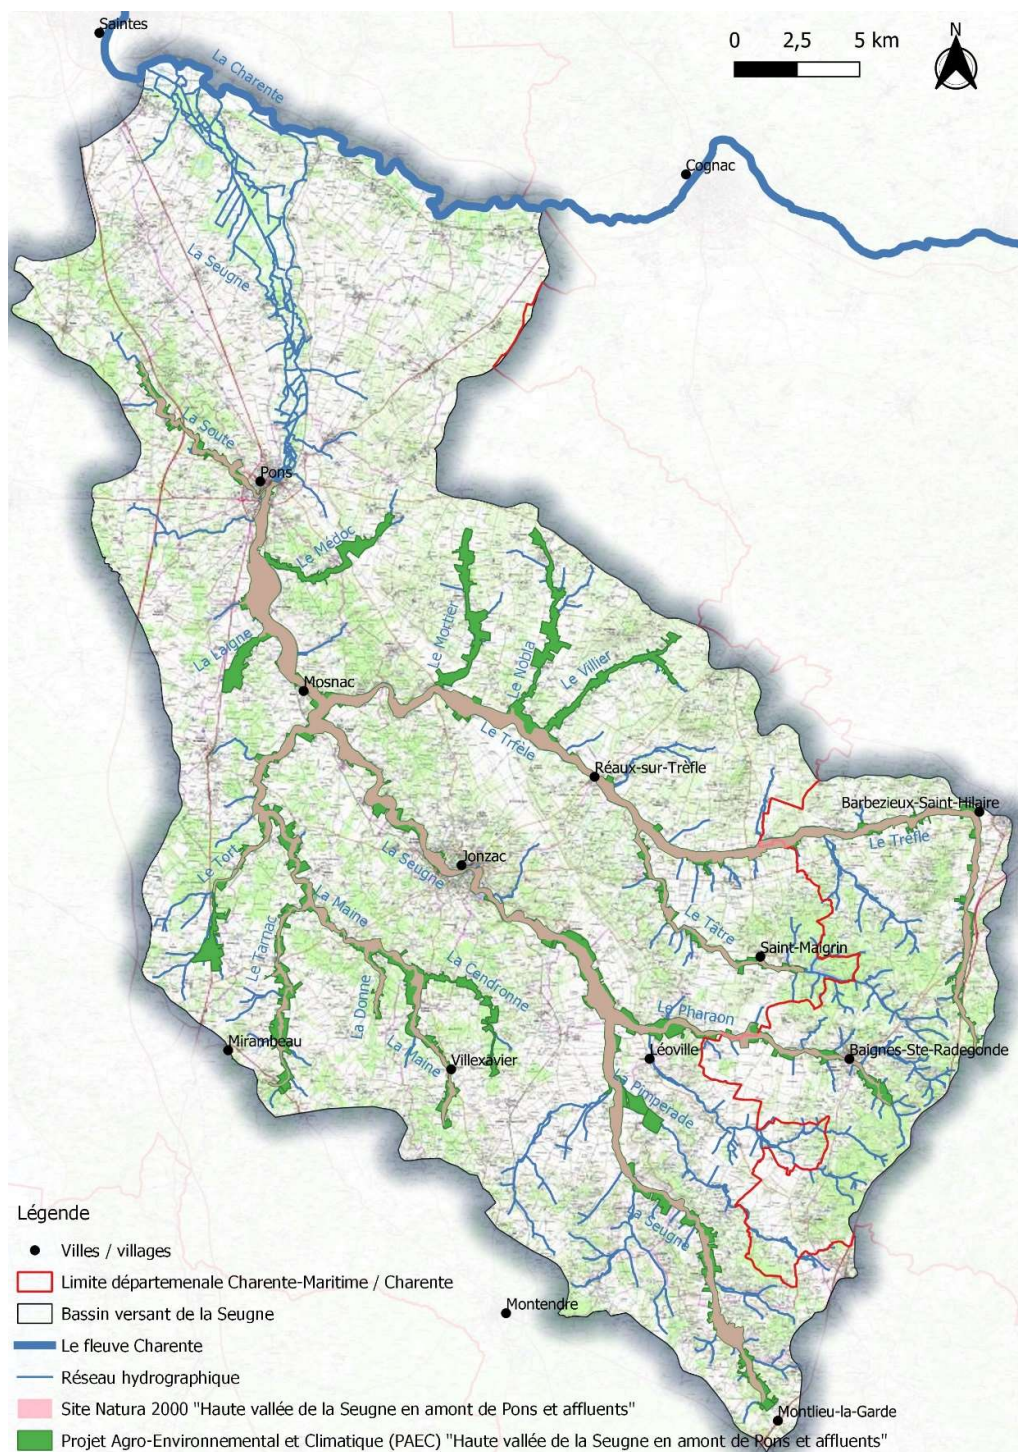 Saintes
0 2,5 5 km
N
La Charente
Cognac
La Seugne
La Soute
Pons
Le Médoc
Le Mortier
Le Nobla
Le Villier
La Laigne
Mosnac
Le Trèfle
Réaux-sur-Trèfle
Barbezieux-Saint-Hilaire
Le Trèfle
Jonzac
La Seugne
Le Tort
La Maine
Le Tâtre
Saint-Maigrin
Le Tarnac
La Donne
La Cendronne
Le Pharaon
Mirambeau
La Maine
Villexavier
Léoville
Baignes-Ste-Radegonde
La Pimperade
La Seugne
Légende
Villes / villages
Limite départemenale Charente-Maritime / Charente
Bassin versant de la Seugne
Montendre
Le fleuve Charente
Réseau hydrographique
Site Natura 2000 "Haute vallée de la Seugne en amont de Pons et affluents"
Montlieu-la-Garde
Projet Agro-Environnemental et Climatique (PAEC) "Haute vallée de la Seugne en amont de Pons et affluents"